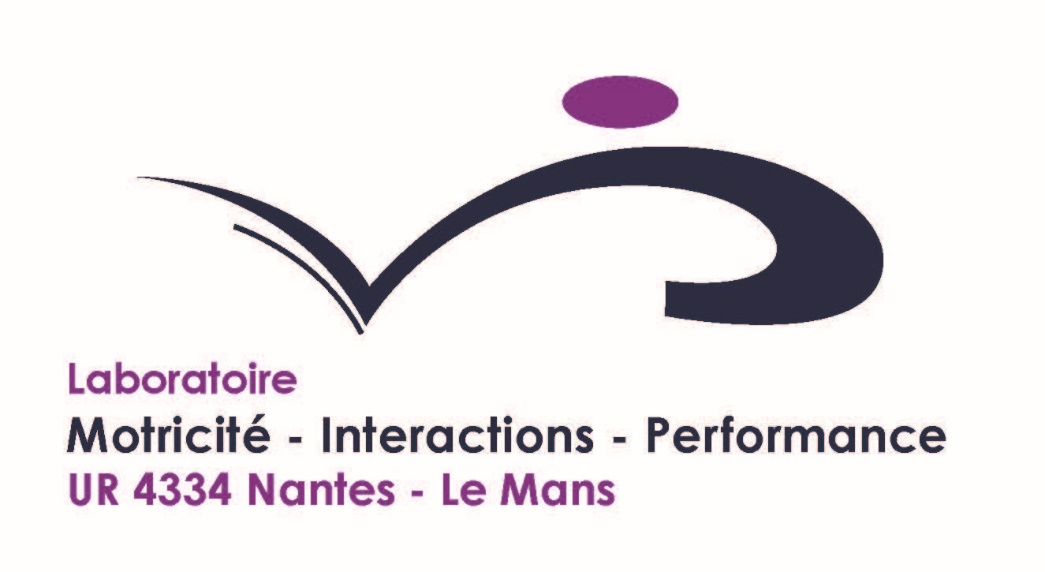 Laboratoire
Motricité - Interactions - Performance
UR 4334 Nantes - Le Mans